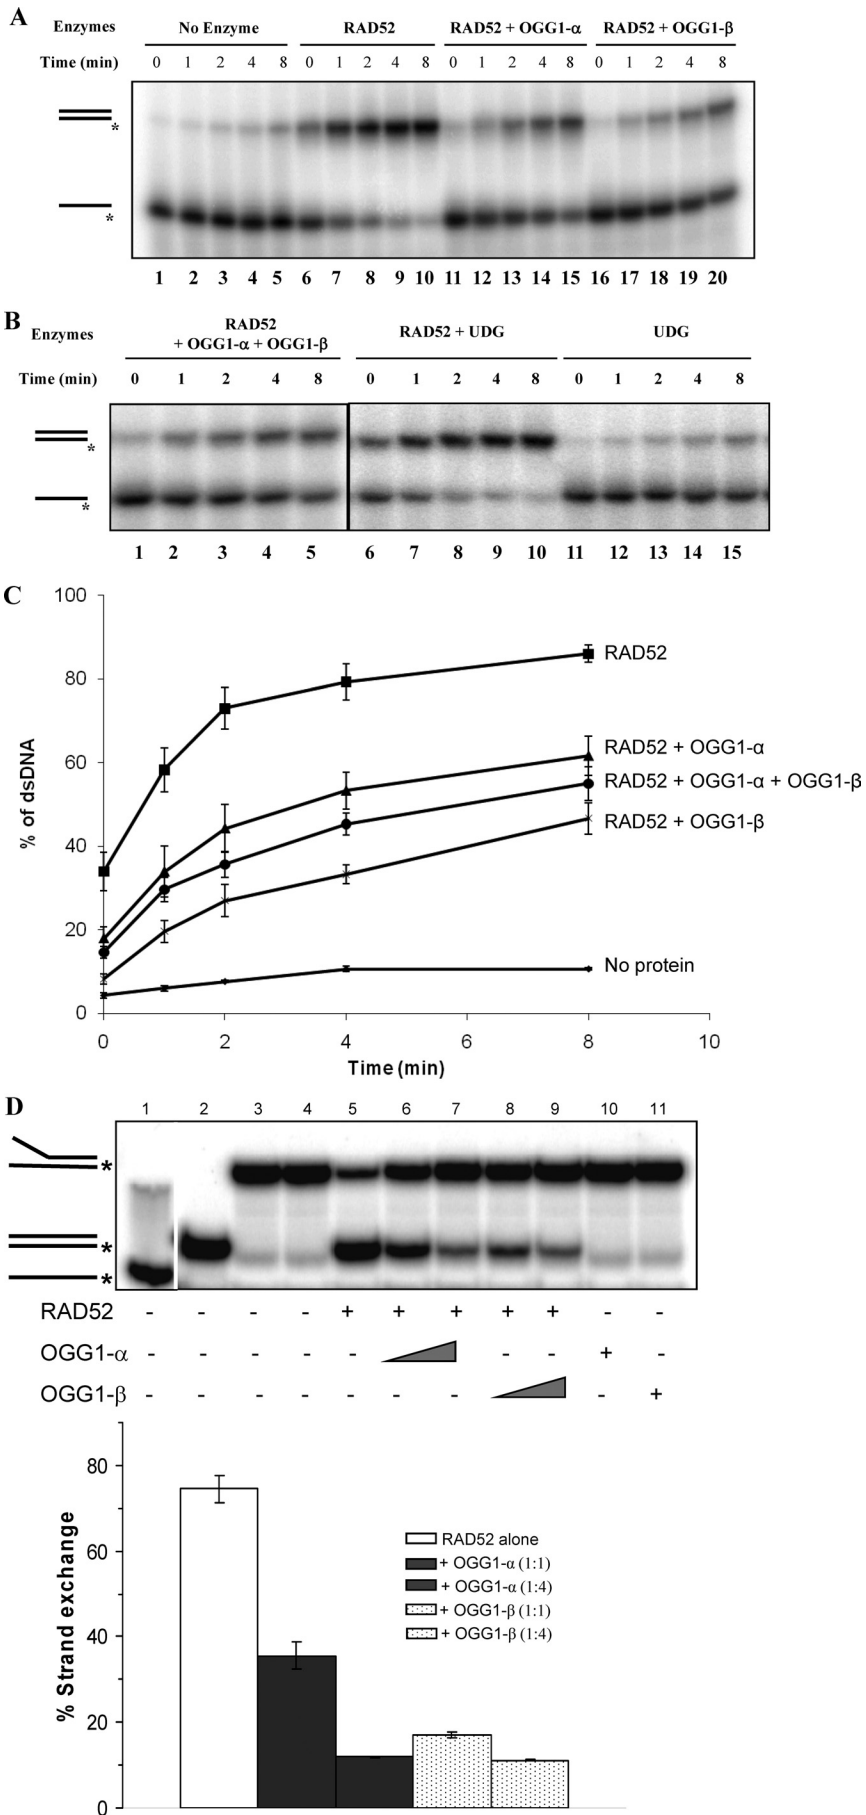 A
Enzymes No Enzyme RAD52 RAD52 + OGG1-α RAD52 + OGG1-β
Time (min) 0 1 2 4 8 0 1 2 4 8 0 1 2 4 8 0 1 2 4 8
*
*
1 2 3 4 5 6 7 8 9 10 11 12 13 14 15 16 17 18 19 20
B
Enzymes RAD52 + OGG1-α + OGG1-β RAD52 + UDG UDG
Time (min) 0 1 2 4 8 0 1 2 4 8 0 1 2 4 8
*
*
1 2 3 4 5 6 7 8 9 10 11 12 13 14 15
C
100
80
60
40
20
0
% of dsDNA
RAD52
RAD52 + OGG1-α
RAD52 + OGG1-α + OGG1-β
RAD52 + OGG1-β
No protein
0 2 4 6 8 10
Time (min)
D
1 2 3 4 5 6 7 8 9 10 11
*
*
*
RAD52 - - - - + + + + + - -
OGG1-α - - - - - - - + -
OGG1-β - - - - - - - - +
80
60
40
20
0
% Strand exchange
RAD52 alone
+ OGG1-α (1:1)
+ OGG1-α (1:4)
+ OGG1-β (1:1)
+ OGG1-β (1:4)